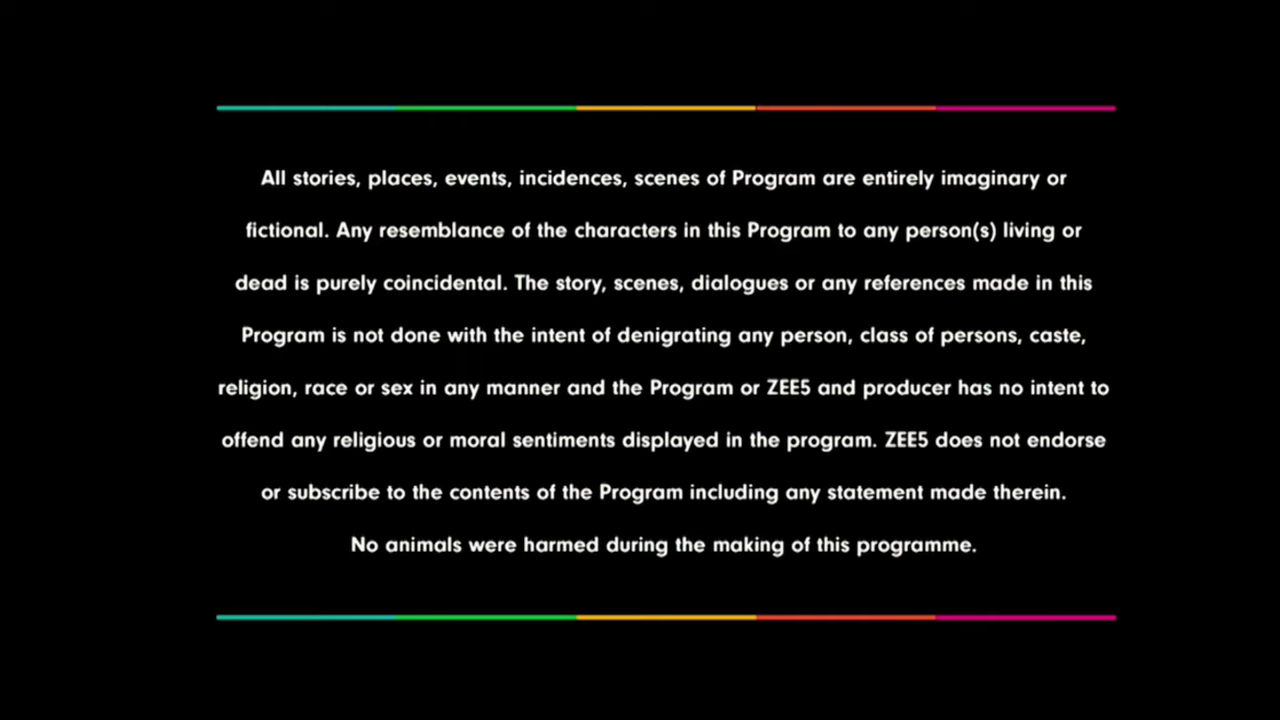 All stories, places, events, incidences, scenes of Program are entirely imaginary or
fictional. Any resemblance of the characters in this Program to any person(s) living or
dead is purely coincidental. The story, scenes, dialogues or any references made in this
Program is not done with the intent of denigrating any person, class of persons, caste,
religion, race or sex in any manner and the Program or ZEE5 and producer has no intent to
offend any religious or moral sentiments displayed in the program. ZEE5 does not endorse
or subscribe to the contents of the Program including any statement made therein.
No animals were harmed during the making of this programme.